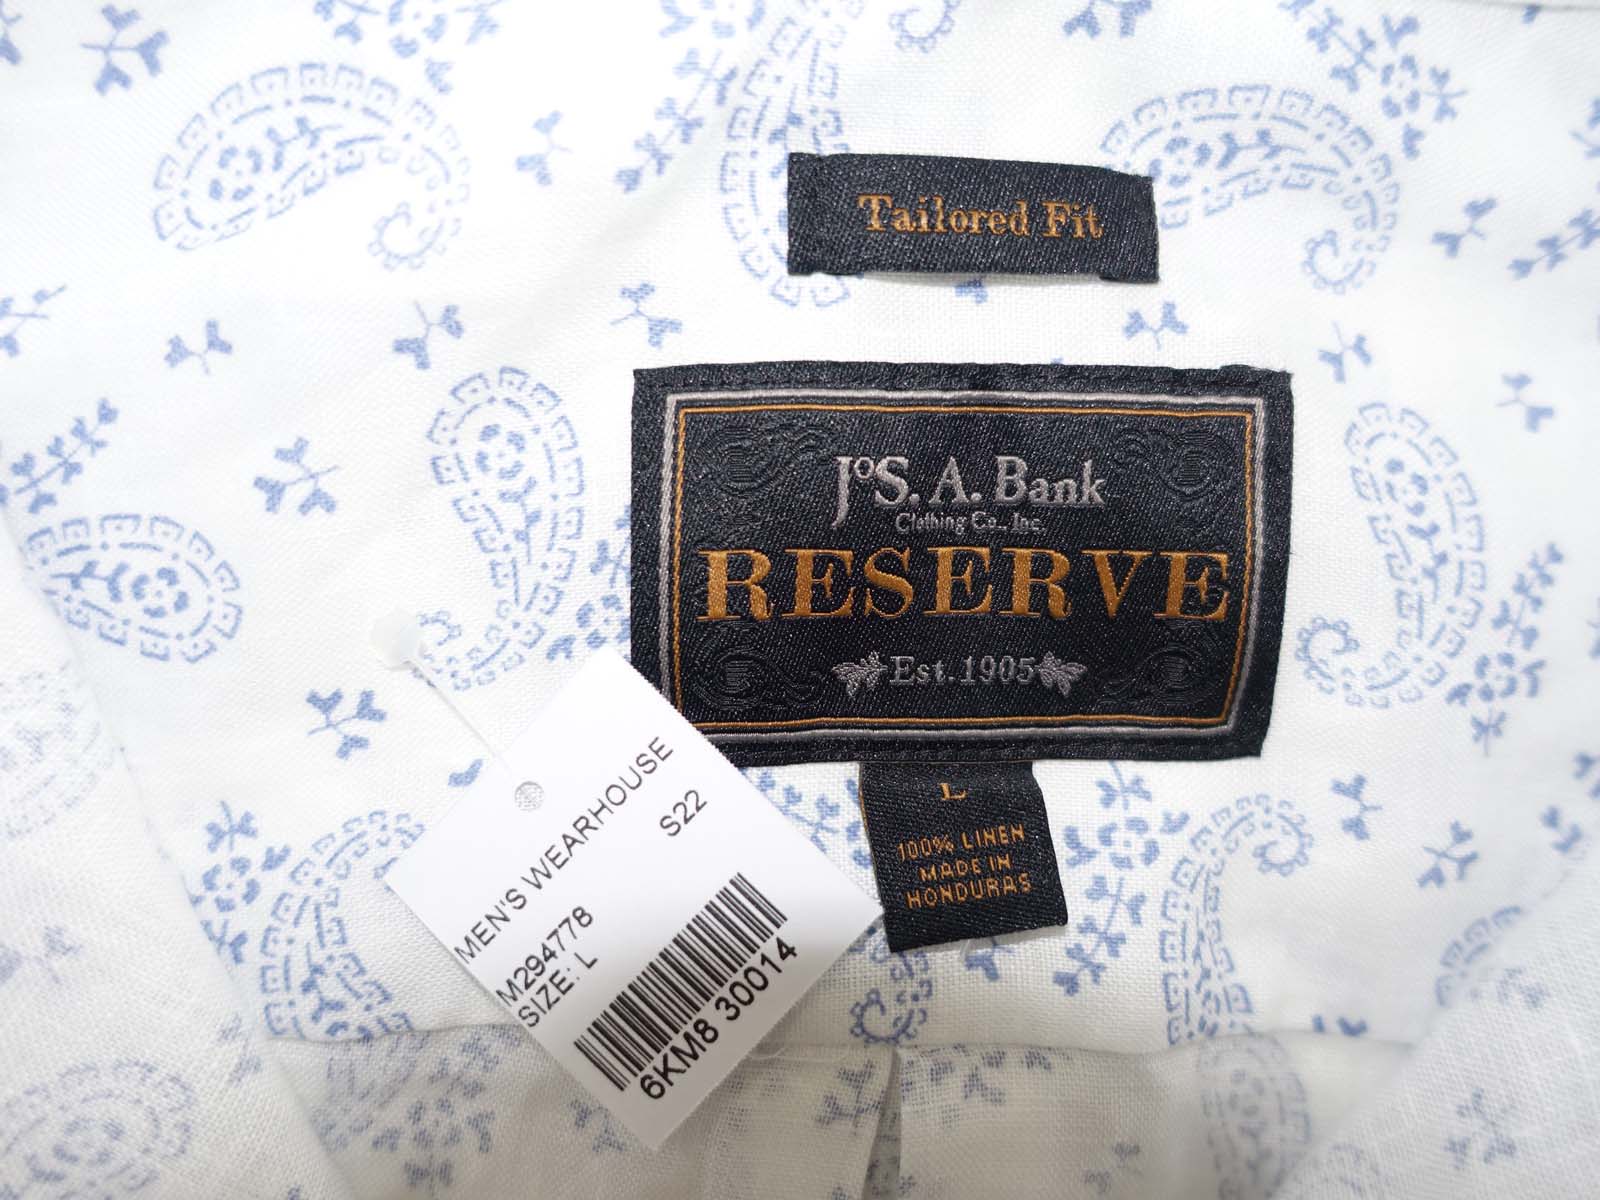 Tailored Fit
JoS. A. Bank
Clothing Co., Inc.
RESERVE
Est. 1905
L
100% LINEN
MADE IN
HONDURAS
MEN'S WEARHOUSE
S22
M294778
SIZE: L
6KM8 30014